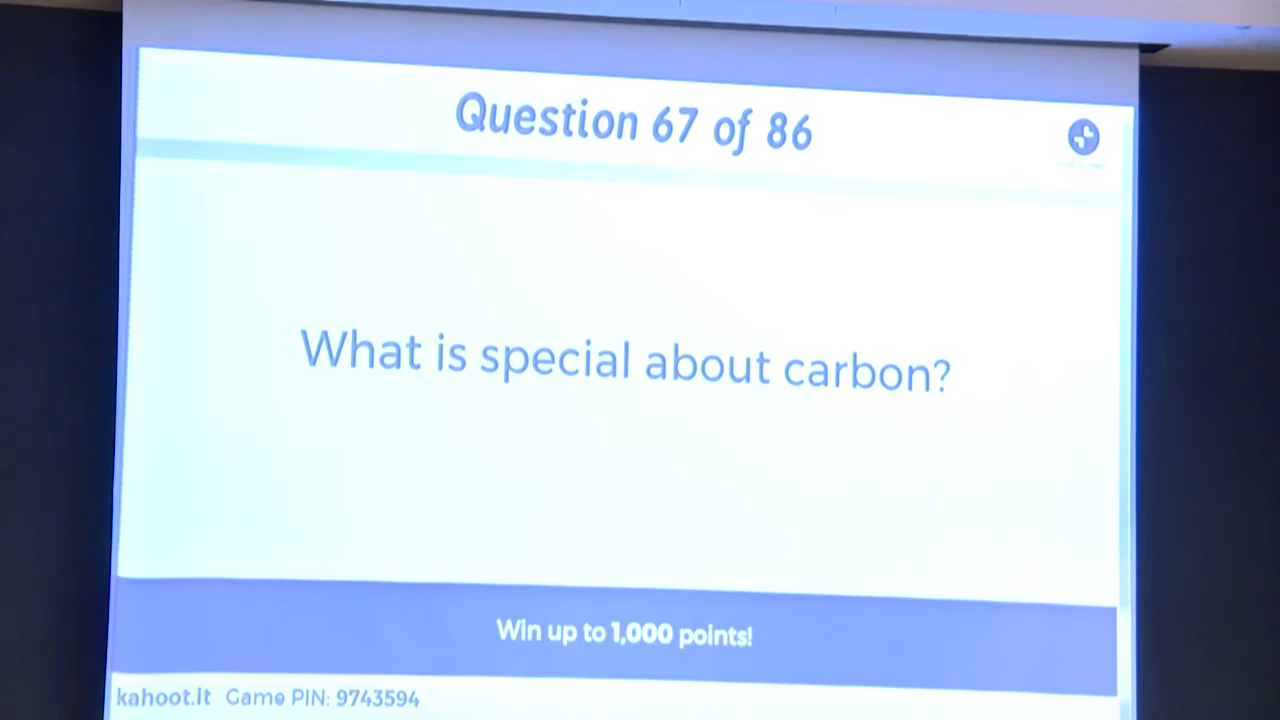 Question 67 of 86
What is special about carbon?
Win up to 1,000 points!
kahoot.it Game PIN: 9743594